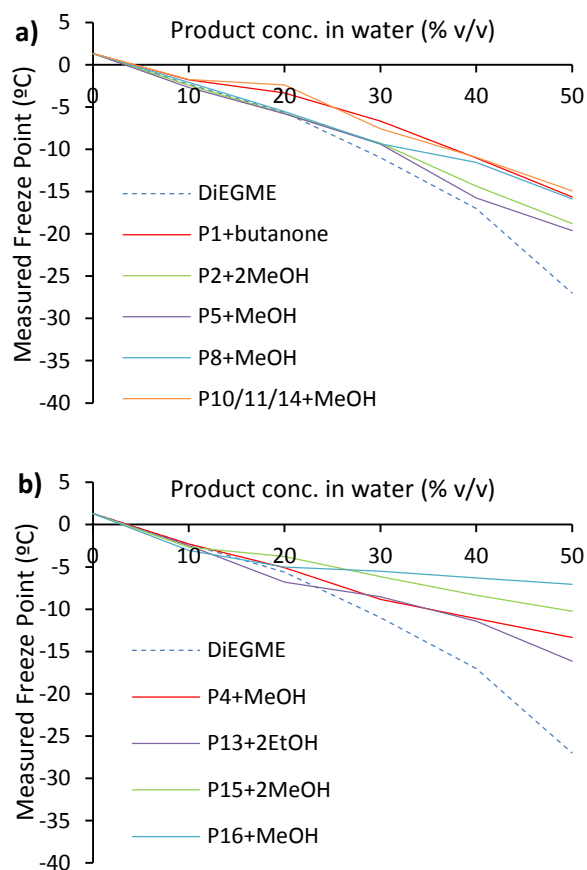 a)
Product conc. in water (% v/v)
Measured Freeze Point (ºC)
5
0
-5
-10
-15
-20
-25
-30
-35
-40
0 10 20 30 40 50
DiEGME
P1+butanone
P2+2MeOH
P5+MeOH
P8+MeOH
P10/11/14+MeOH
b)
Product conc. in water (% v/v)
Measured Freeze Point (ºC)
5
0
-5
-10
-15
-20
-25
-30
-35
-40
0 10 20 30 40 50
DiEGME
P4+MeOH
P13+2EtOH
P15+2MeOH
P16+MeOH